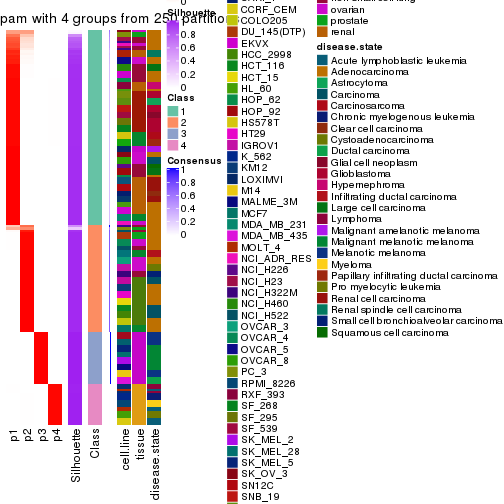 pam with 4 groups from 250 partition
Silhouette
0
1
0.8
0.6
0.4
0.2
0
Class
1
2
3
4
Consensus
1
0.8
0.6
0.4
0.2
0
p1
p2
p3
p4
Silhouette
Class
cell.line
tissue
disease.state
CCRF_CEM
COLO205
DU_145(DTP)
EKVX
HCC_2998
HCT_116
HCT_15
HL_60
HOP_62
HOP_92
HS578T
HT29
IGROV1
K_562
KM12
LOXIMVI
M14
MALME_3M
MCF7
MDA_MB_231
MDA_MB_435
MOLT_4
NCI_ADR_RES
NCI_H226
NCI_H23
NCI_H322M
NCI_H460
NCI_H522
OVCAR_3
OVCAR_4
OVCAR_5
OVCAR_8
PC_3
RPMI_8226
RXF_393
SF_268
SF_295
SF_539
SK_MEL_2
SK_MEL_28
SK_MEL_5
SK_OV_3
SN12C
SNB_19
ovarian
prostate
renal
disease.state
Acute lymphoblastic leukemia
Adenocarcinoma
Astrocytoma
Carcinoma
Carcinosarcoma
Chronic myelogenous leukemia
Clear cell carcinoma
Cystoadenocarcinoma
Ductal carcinoma
Glial cell neoplasm
Glioblastoma
Hypernephroma
Infiltrating ductal carcinoma
Large cell carcinoma
Lymphoma
Malignant amelanotic melanoma
Malignant melanotic melanoma
Melanotic melanoma
Myeloma
Papillary infiltrating ductal carcinoma
Pro myelocytic leukemia
Renal cell carcinoma
Renal spindle cell carcinoma
Small cell bronchioalveolar carcinoma
Squamous cell carcinoma